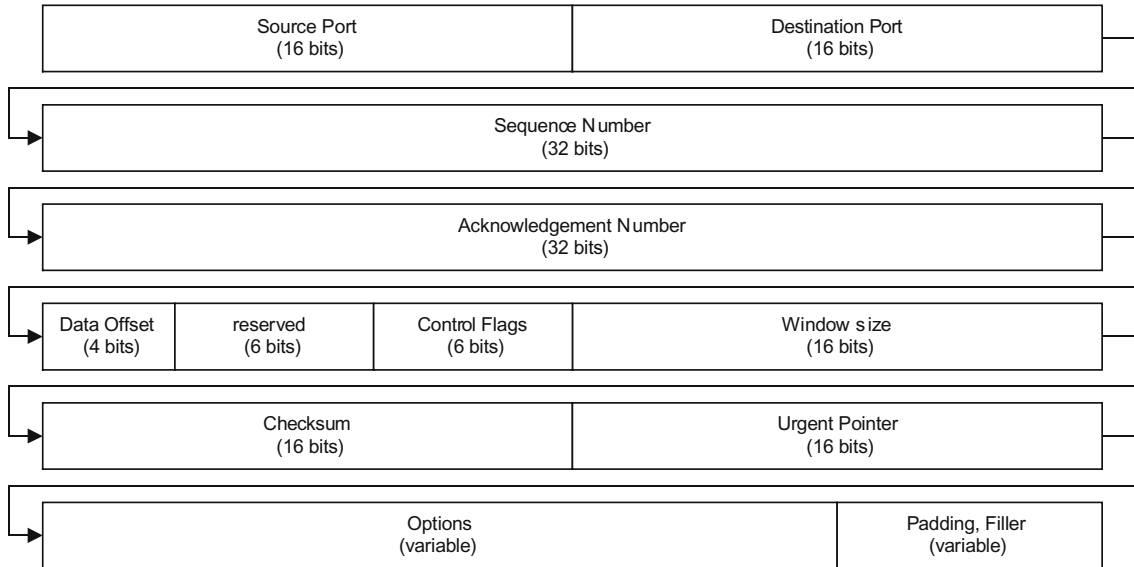 Source Port
(16 bits)
Destination Port
(16 bits)
Sequence Number
(32 bits)
Acknowledgement Number
(32 bits)
Data Offset
(4 bits)
reserved
(6 bits)
Control Flags
(6 bits)
Window size
(16 bits)
Checksum
(16 bits)
Urgent Pointer
(16 bits)
Options
(variable)
Padding, Filler
(variable)